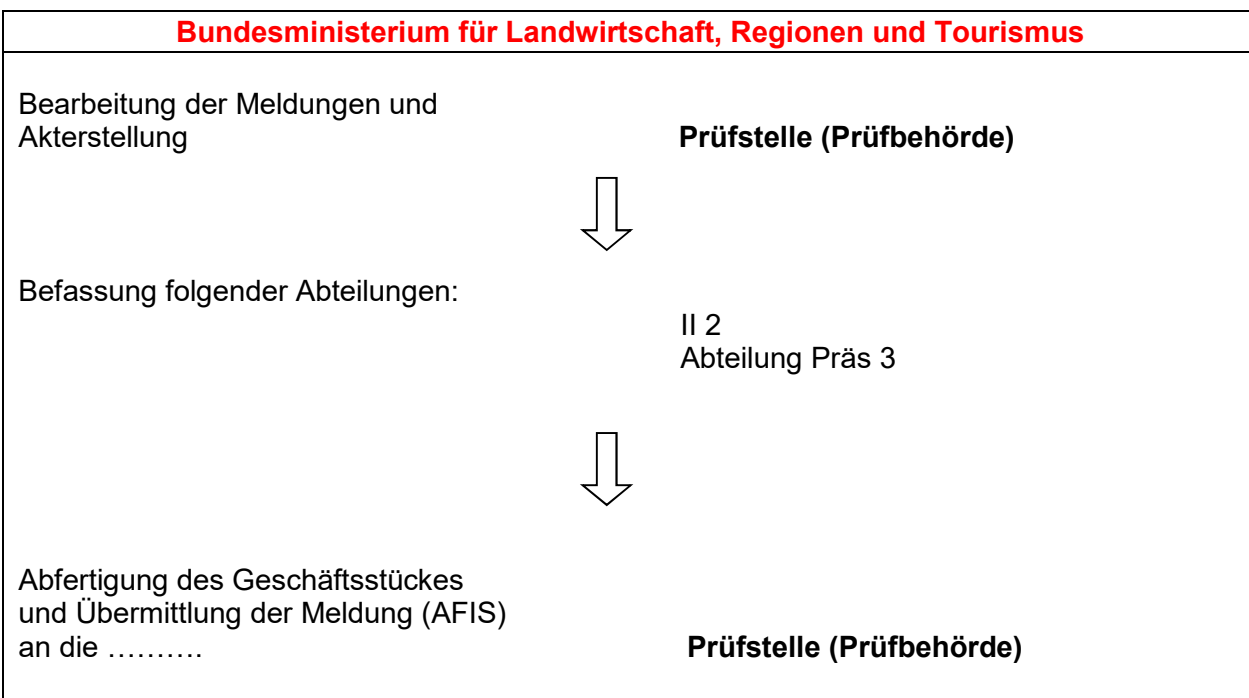 Bundesministerium für Landwirtschaft, Regionen und Tourismus
Bearbeitung der Meldungen und
Akterstellung Prüfstelle (Prüfbehörde)
Befassung folgender Abteilungen:
II 2
Abteilung Präs 3
Abfertigung des Geschäftsstückes
und Übermittlung der Meldung (AFIS)
an die ………. Prüfstelle (Prüfbehörde)